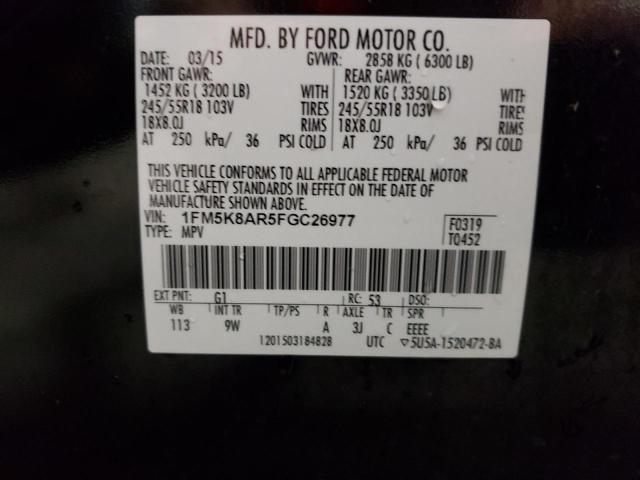 MFD. BY FORD MOTOR CO.
DATE: 03/15 GVWR: 2858 KG ( 6300 LB)
FRONT GAWR: REAR GAWR:
1452 KG ( 3200 LB) WITH 1520 KG ( 3350 LB) WITH
245/55R18 103V TIRES 245/55R18 103V TIRES
18X8.0J RIMS 18X8.0J RIMS
AT 250 kPa/ 36 PSI COLD AT 250 kPa/ 36 PSI COLD
THIS VEHICLE CONFORMS TO ALL APPLICABLE FEDERAL MOTOR
VEHICLE SAFETY STANDARDS IN EFFECT ON THE DATE OF
MANUFACTURE SHOWN ABOVE.
VIN: 1FM5K8AR5FGC26977 F0319
TYPE: MPV T0452
EXT PNT: G1 RC: 53 DSO:
WB INT TR TP/PS R AXLE TR SPR
113 9W A 3J C EEEE
1201503184828 UTC ▽5U5A-1520472-BA